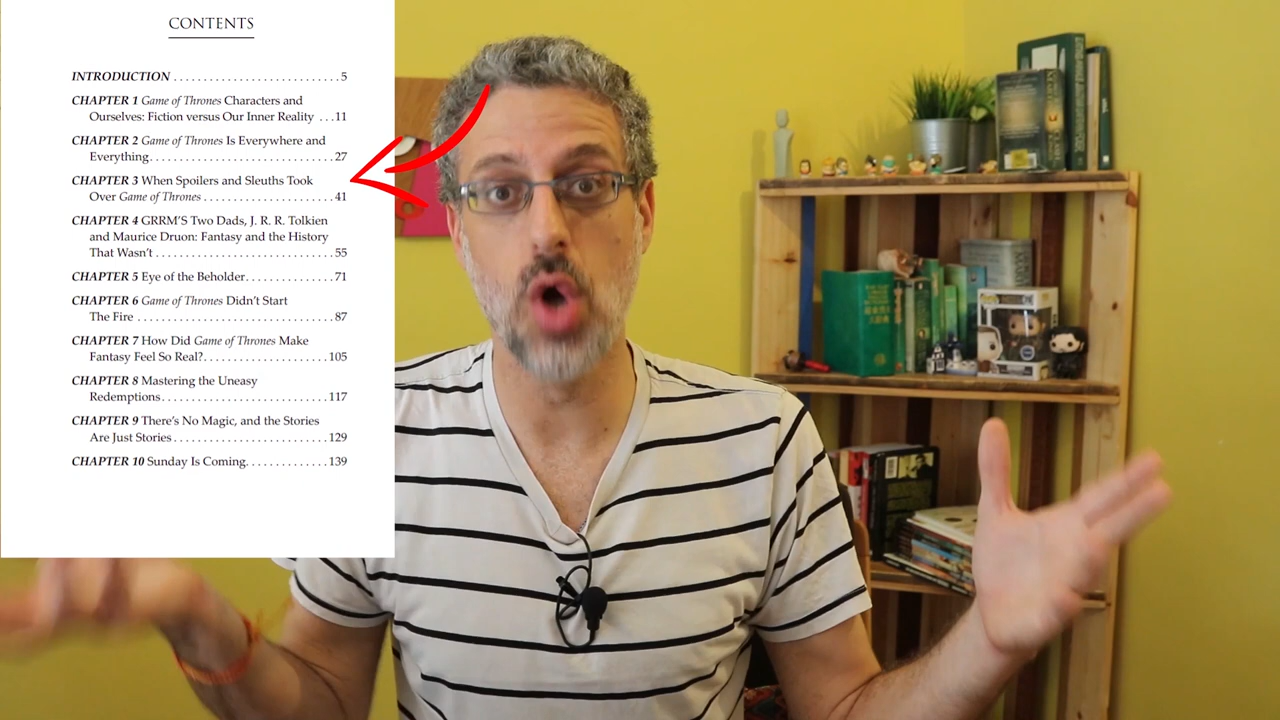 CONTENTS
INTRODUCTION . . . . . . . . . . . . . . . . . . . . . . . . . . . 5
CHAPTER 1 Game of Thrones Characters and
Ourselves: Fiction versus Our Inner Reality . . . 11
CHAPTER 2 Game of Thrones Is Everywhere and
Everything. . . . . . . . . . . . . . . . . . . . . . . . . . . . . . 27
CHAPTER 3 When Spoilers and Sleuths Took
Over Game of Thrones . . . . . . . . . . . . . . . . . . . . . 41
CHAPTER 4 GRRM'S Two Dads, J. R. R. Tolkien
and Maurice Druon: Fantasy and the History
That Wasn't . . . . . . . . . . . . . . . . . . . . . . . . . . . . . 55
CHAPTER 5 Eye of the Beholder. . . . . . . . . . . . . . 71
CHAPTER 6 Game of Thrones Didn't Start
The Fire . . . . . . . . . . . . . . . . . . . . . . . . . . . . . . . . 87
CHAPTER 7 How Did Game of Thrones Make
Fantasy Feel So Real?. . . . . . . . . . . . . . . . . . . . 105
CHAPTER 8 Mastering the Uneasy
Redemptions. . . . . . . . . . . . . . . . . . . . . . . . . . . 117
CHAPTER 9 There's No Magic, and the Stories
Are Just Stories . . . . . . . . . . . . . . . . . . . . . . . . . 129
CHAPTER 10 Sunday Is Coming. . . . . . . . . . . . . 139